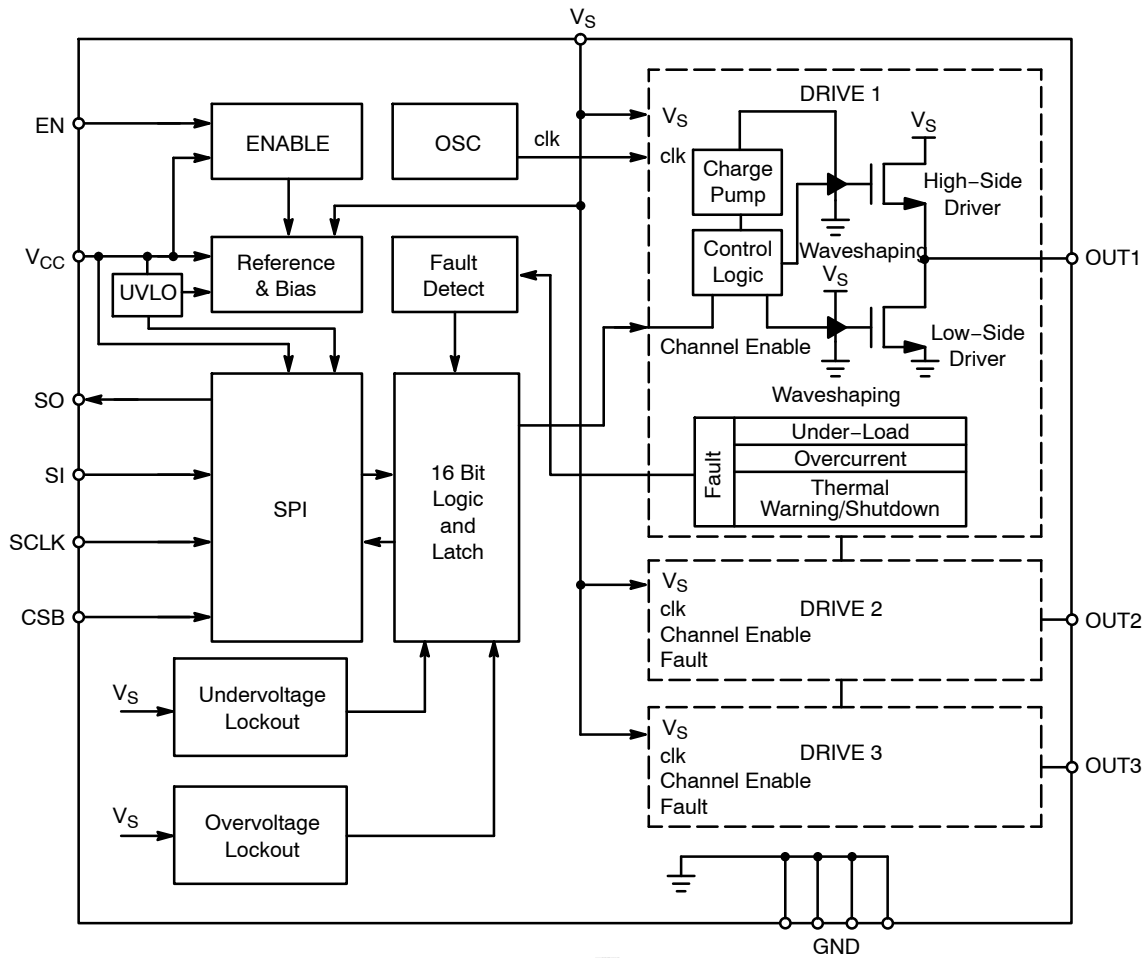 VS
EN
ENABLE
OSC
clk
VS
clk
DRIVE 1
VS
Charge
Pump
High−Side
Driver
VCC
UVLO
Reference
& Bias
Fault
Detect
Control
Logic
Waveshaping
VS
OUT1
Channel Enable
Low−Side
Driver
Waveshaping
SO
SI
SCLK
CSB
SPI
16 Bit
Logic
and
Latch
Fault
Under−Load
Overcurrent
Thermal
Warning/Shutdown
VS
clk
Channel Enable
Fault
DRIVE 2
OUT2
VS
Undervoltage
Lockout
VS
clk
Channel Enable
Fault
DRIVE 3
OUT3
VS
Overvoltage
Lockout
GND